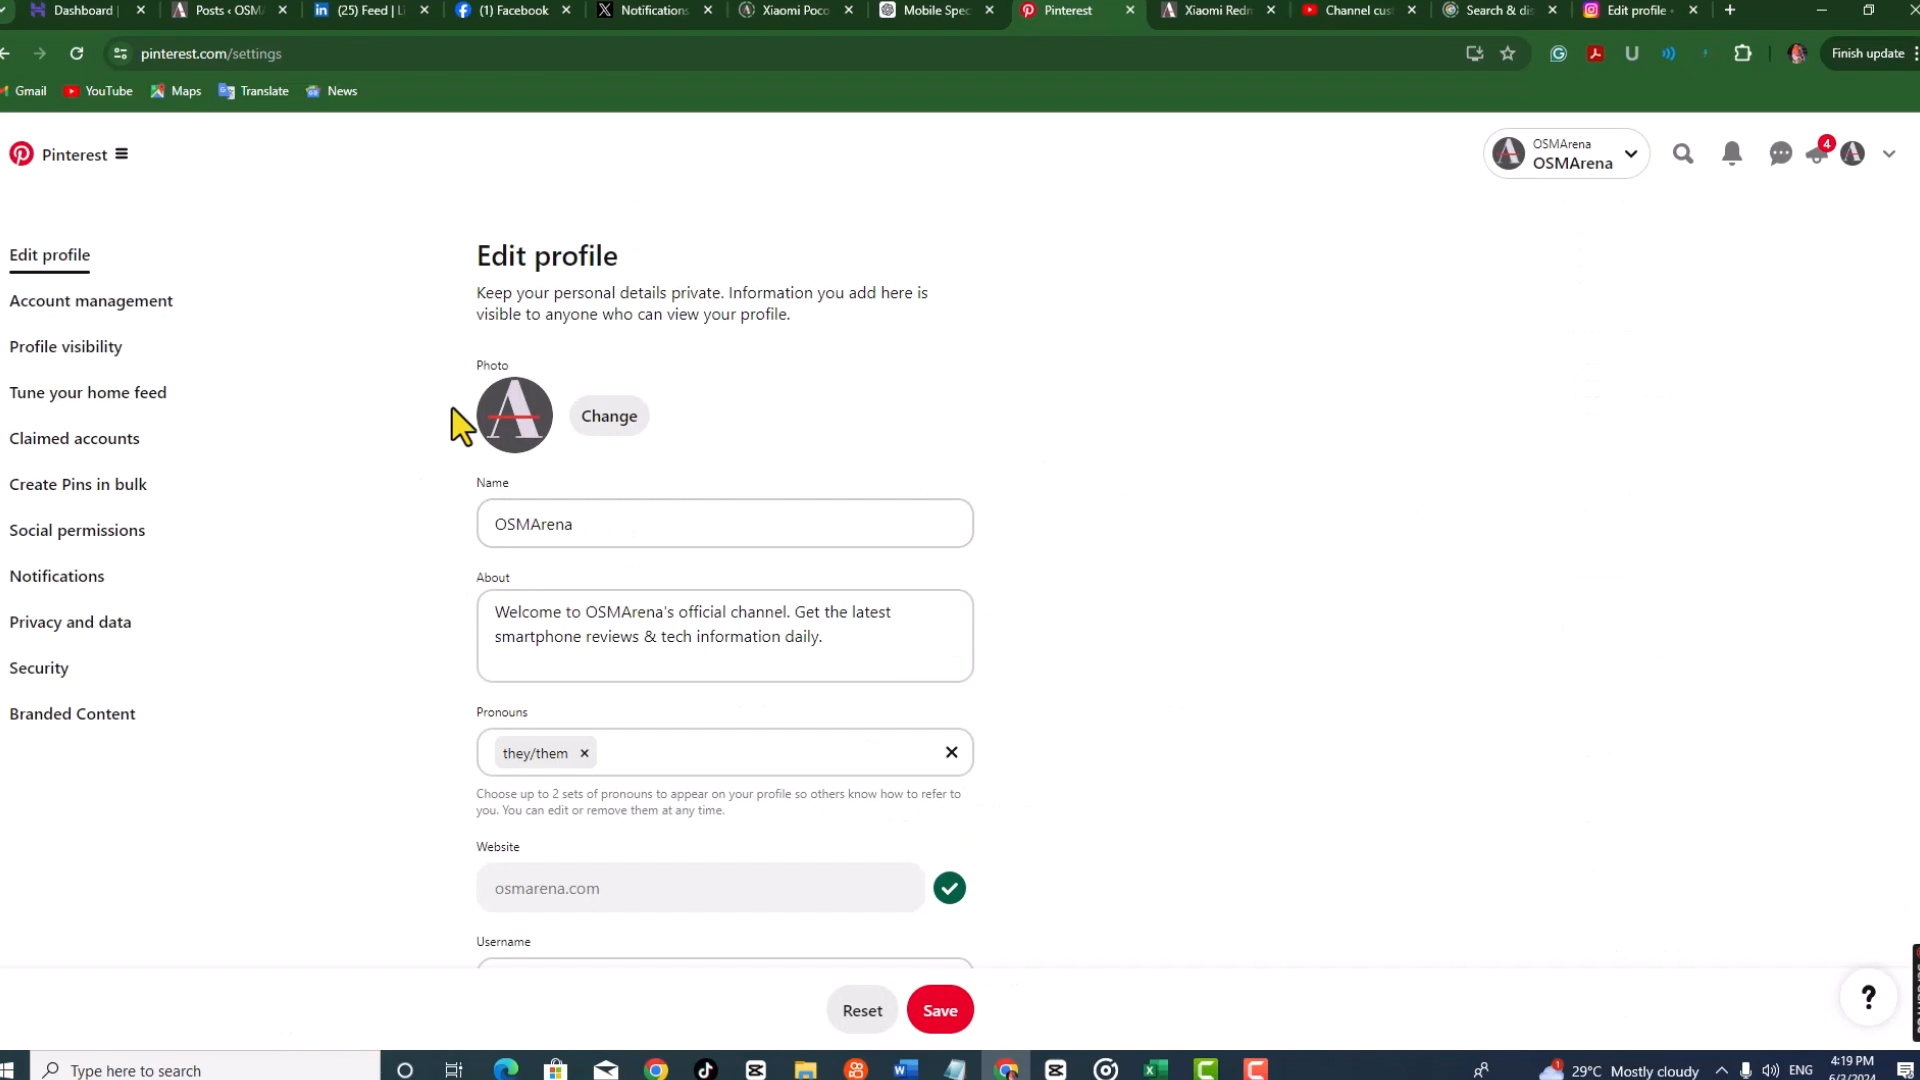 Dashboard
Posts ‹ OSMA
(25) Feed | Li
(1) Facebook
Notifications
Xiaomi Poco
Mobile Spec
Pinterest
Xiaomi Redm
Channel cust
Search & dis
Edit profile •
pinterest.com/settings
Finish update
Gmail
YouTube
Maps
Translate
News
Pinterest
OSMArena
OSMArena
4
Edit profile
Account management
Profile visibility
Tune your home feed
Claimed accounts
Create Pins in bulk
Social permissions
Notifications
Privacy and data
Security
Branded Content
Edit profile
Keep your personal details private. Information you add here is
visible to anyone who can view your profile.
Photo
Change
Name
OSMArena
About
Welcome to OSMArena's official channel. Get the latest
smartphone reviews & tech information daily.
Pronouns
they/them
Choose up to 2 sets of pronouns to appear on your profile so others know how to refer to
you. You can edit or remove them at any time.
Website
osmarena.com
Username
Reset
Save
?
Type here to search
29°C Mostly cloudy
ENG
4:19 PM